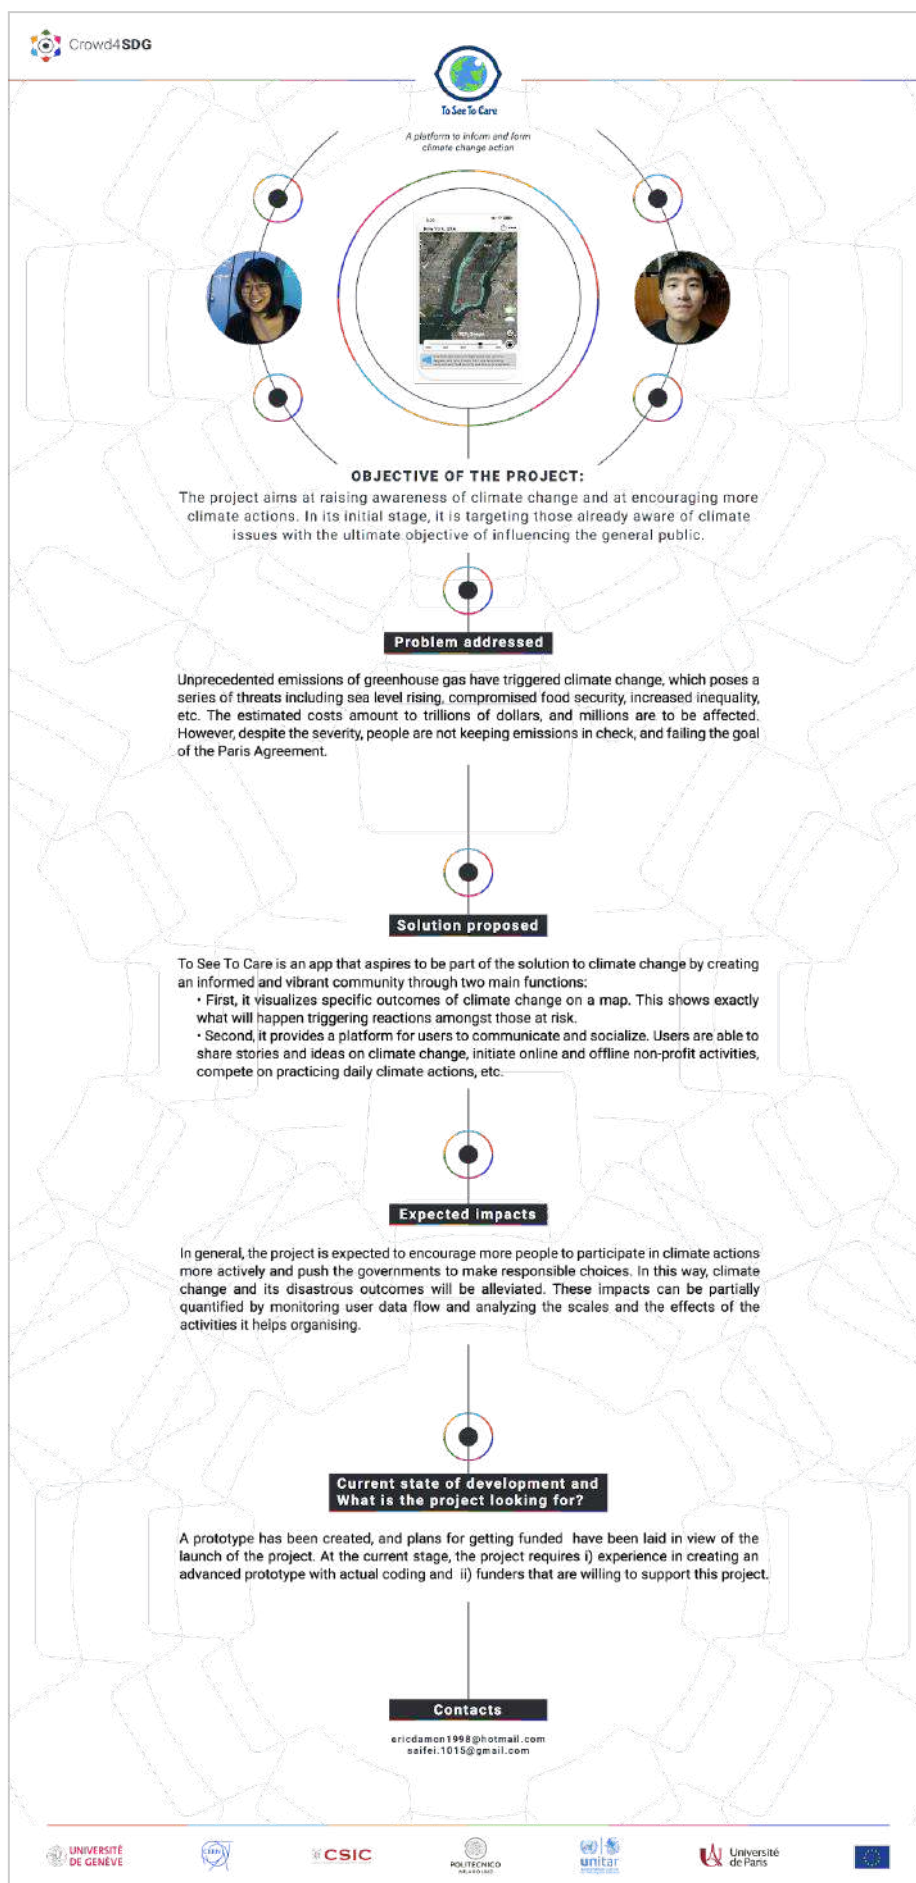 Crowd4SDG
To See To Care
A platform to inform and form
climate change action
OBJECTIVE OF THE PROJECT:
The project aims at raising awareness of climate change and at encouraging more
climate actions. In its initial stage, it is targeting those already aware of climate
issues with the ultimate objective of influencing the general public.
Problem addressed
Unprecedented emissions of greenhouse gas have triggered climate change, which poses a
series of threats including sea level rising, compromised food security, increased inequality,
etc. The estimated costs amount to trillions of dollars, and millions are to be affected.
However, despite the severity, people are not keeping emissions in check, and failing the goal
of the Paris Agreement.
Solution proposed
To See To Care is an app that aspires to be part of the solution to climate change by creating
an informed and vibrant community through two main functions:
• First, it visualizes specific outcomes of climate change on a map. This shows exactly
what will happen triggering reactions amongst those at risk.
• Second, it provides a platform for users to communicate and socialize. Users are able to
share stories and ideas on climate change, initiate online and offline non-profit activities,
compete on practicing daily climate actions, etc.
Expected impacts
In general, the project is expected to encourage more people to participate in climate actions
more actively and push the governments to make responsible choices. In this way, climate
change and its disastrous outcomes will be alleviated. These impacts can be partially
quantified by monitoring user data flow and analyzing the scales and the effects of the
activities it helps organising.
Current state of development and
What is the project looking for?
A prototype has been created, and plans for getting funded have been laid in view of the
launch of the project. At the current stage, the project requires i) experience in creating an
advanced prototype with actual coding and ii) funders that are willing to support this project.
Contacts
ericdamon1998@hotmail.com
saifei.1015@gmail.com
UNIVERSITÉ
DE GENÈVE
CERN
CSIC
POLITECNICO
MILANO 1863
unitar
Université
de Paris